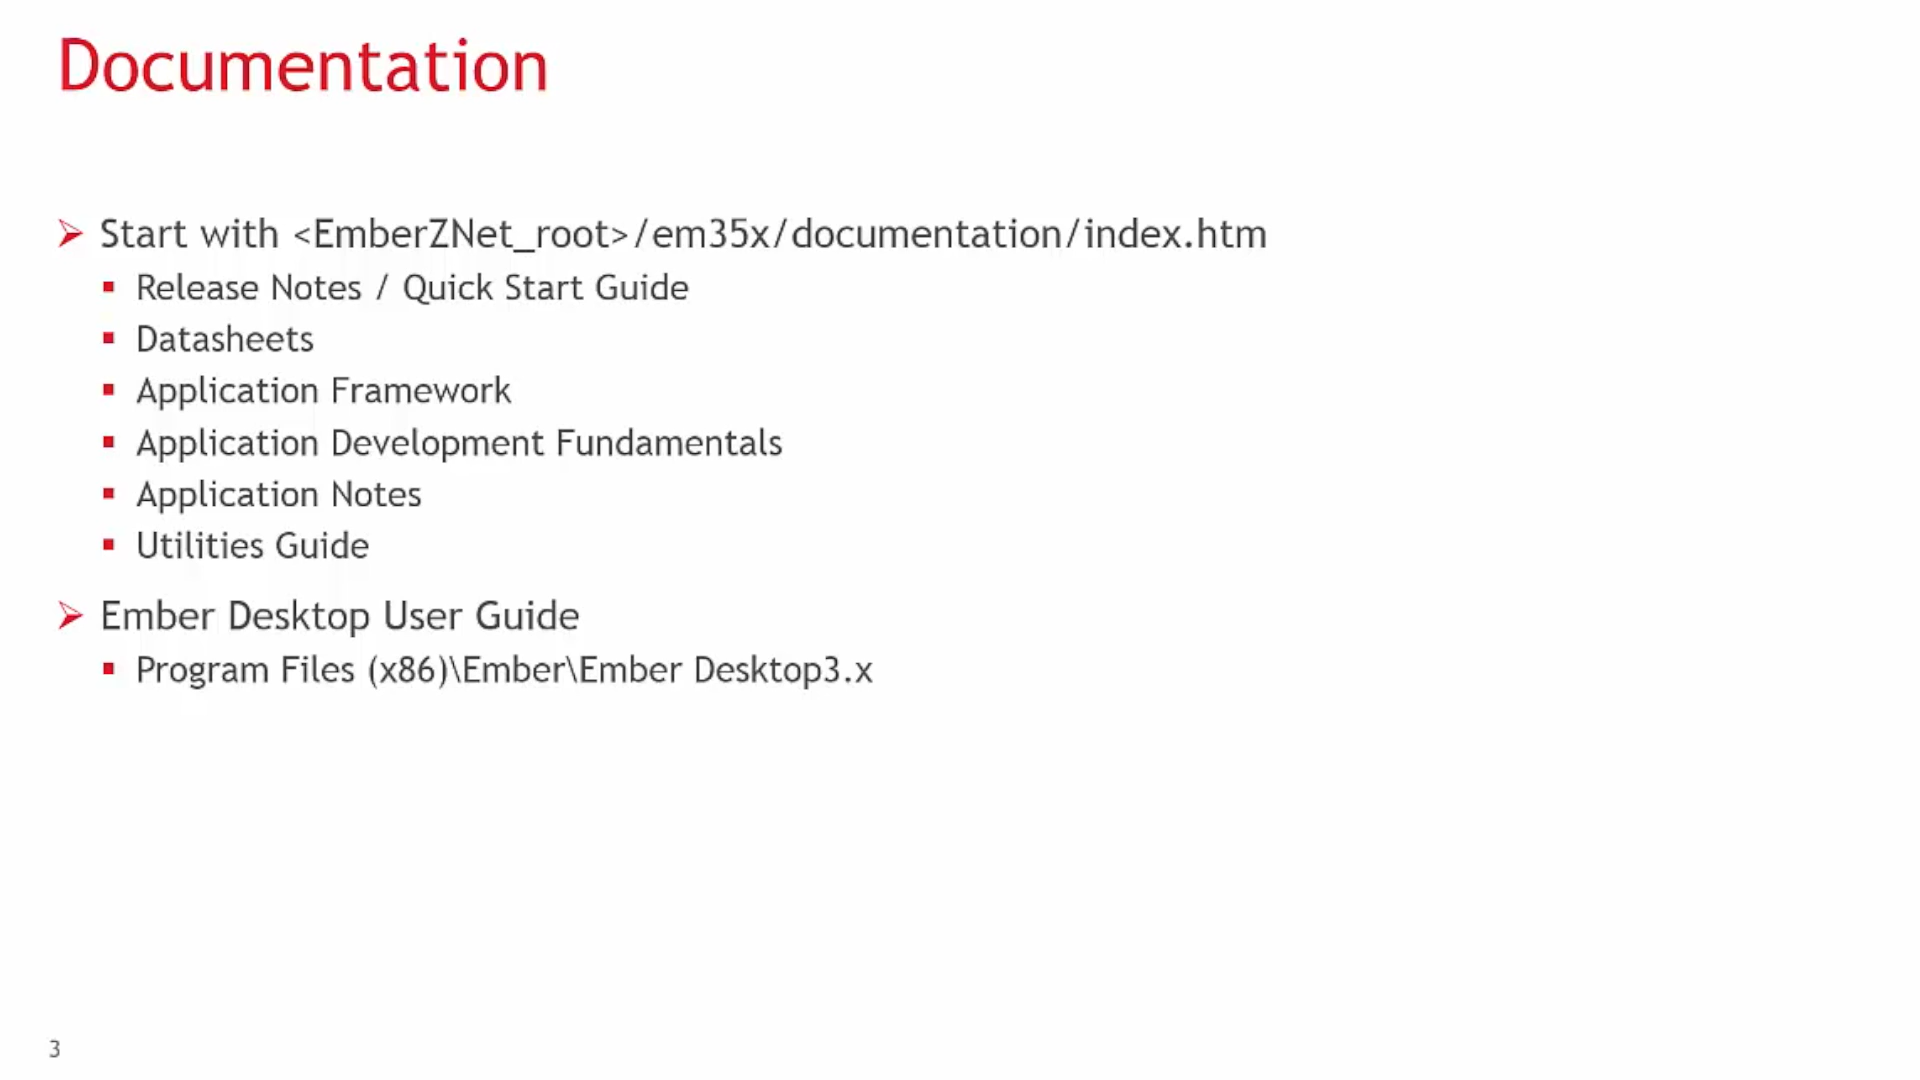 Documentation
Start with <EmberZNet_root>/em35x/documentation/index.htm
Release Notes / Quick Start Guide
Datasheets
Application Framework
Application Development Fundamentals
Application Notes
Utilities Guide
Ember Desktop User Guide
Program Files (x86)\Ember\Ember Desktop3.x
3